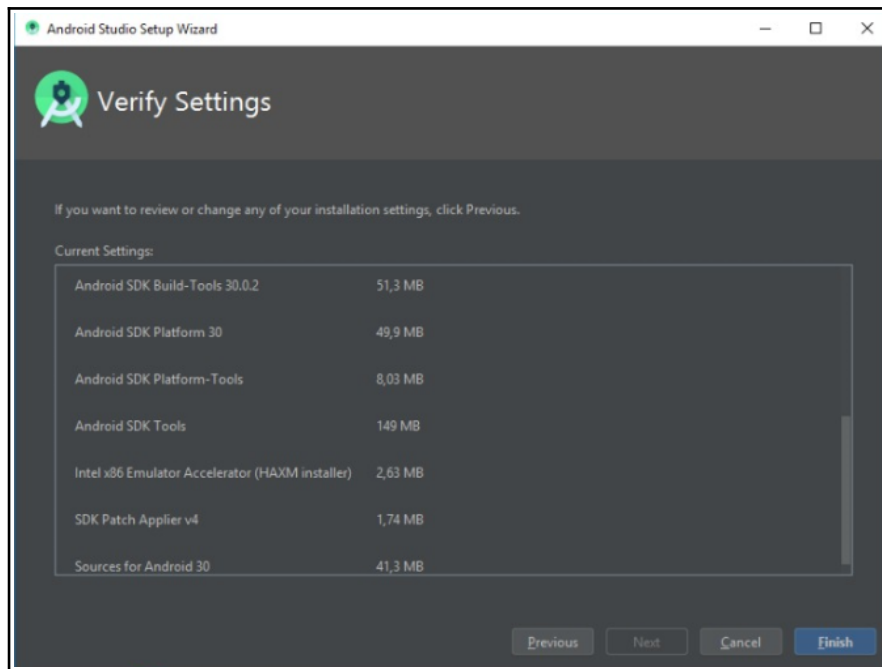 Android Studio Setup Wizard
Verify Settings
If you want to review or change any of your installation settings, click Previous.
Current Settings:
Android SDK Build-Tools 30.0.2 51,3 MB
Android SDK Platform 30 49,9 MB
Android SDK Platform-Tools 8,03 MB
Android SDK Tools 149 MB
Intel x86 Emulator Accelerator (HAXM installer) 2,63 MB
SDK Patch Applier v4 1,74 MB
Sources for Android 30 41,3 MB
Previous Next Cancel Finish